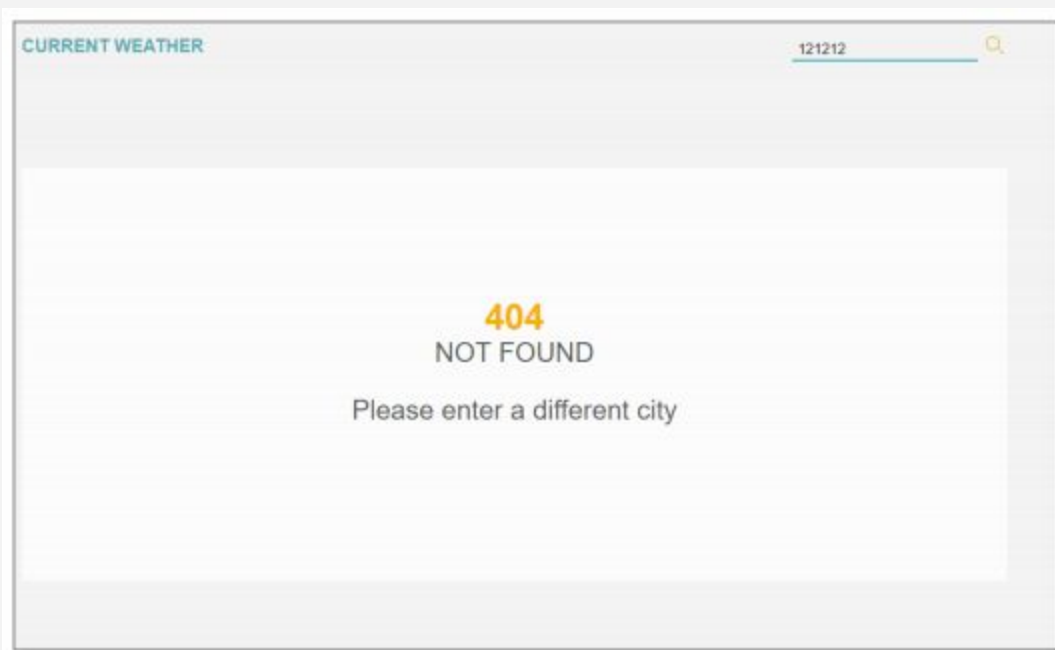 CURRENT WEATHER
121212
404
NOT FOUND
Please enter a different city